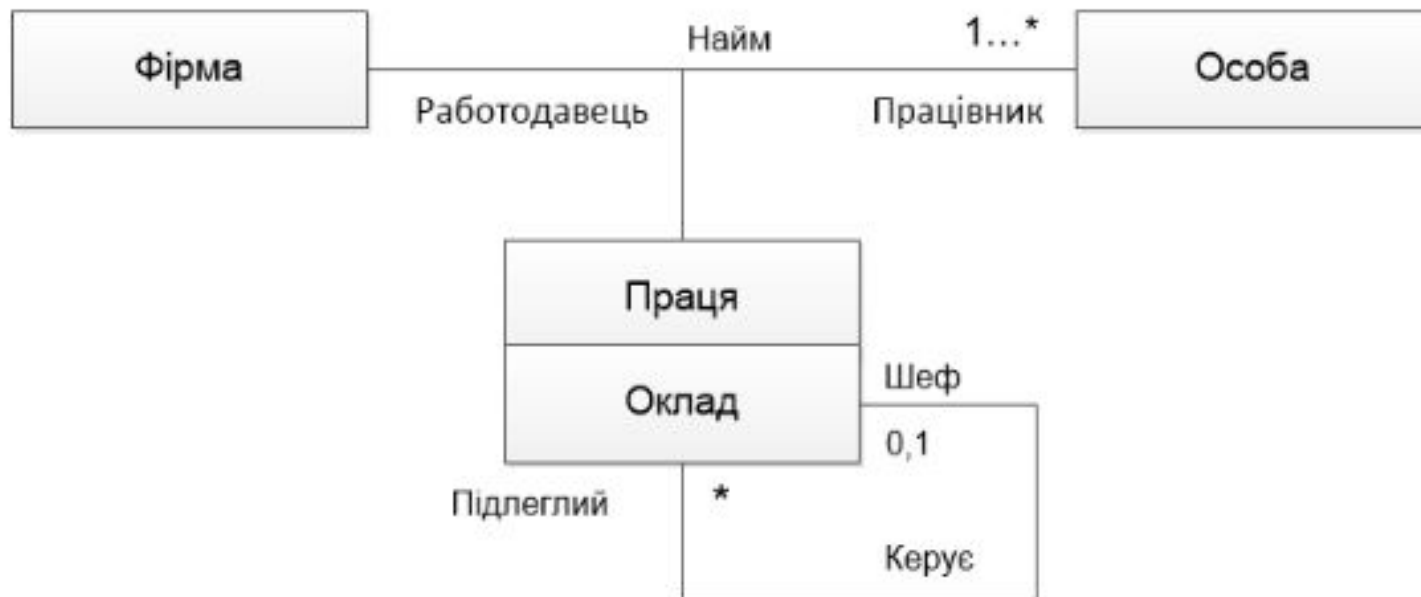 Фірма
Найм
1...*
Особа
Работодавець
Працівник
Праця
Оклад
Шеф
0,1
Підлеглий
*
Керує